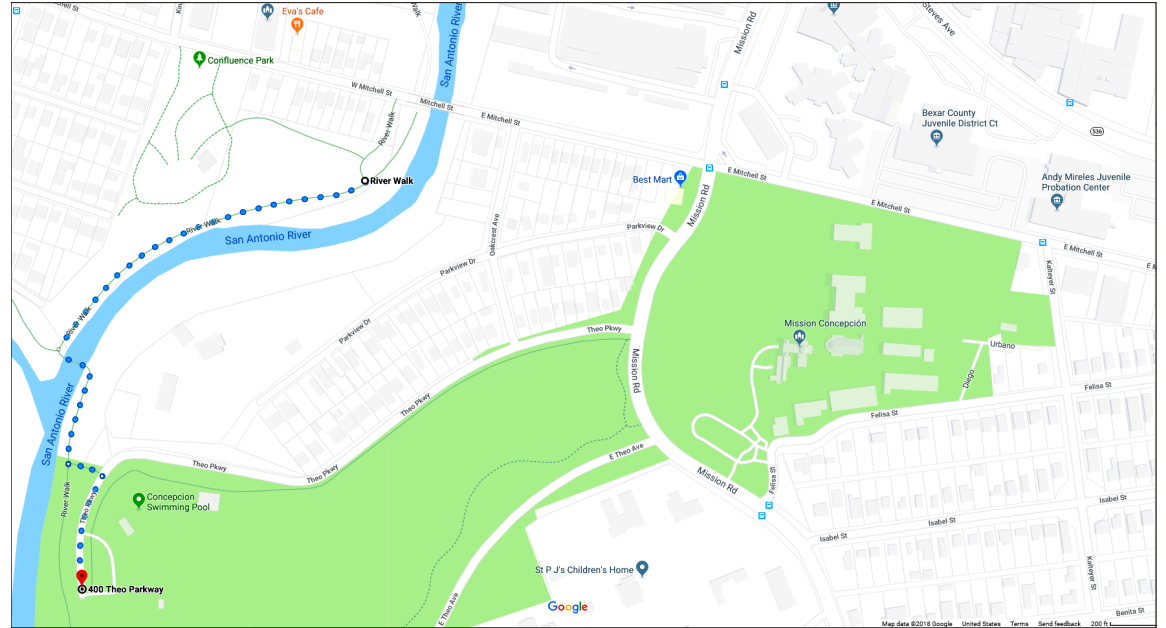 Eva's Cafe
Confluence Park
W Mitchell St
Mitchell St
E Mitchell St
San Antonio River
Walk
River Walk
River Walk
River Walk
San Antonio River
River Walk
San Antonio River
Mission Rd
Steves Ave
536
Bexar County
Juvenile District Ct
Andy Mireles Juvenile
Probation Center
Best Mart
E Mitchell St
E Mitchell St
E Mitchell St
Mission Rd
Kalteyer St
Oakcrest Ave
Parkview Dr
Parkview Dr
Parkview Dr
Theo Pkwy
Mission Rd
Mission Concepción
Urbano
Diego
Felisa St
Felisa St
Theo Pkwy
Theo Pkwy
Theo Pkwy
E Theo Ave
Mission Rd
Felisa St
Isabel St
Isabel St
River Walk
Theo Pkwy
Concepcion
Swimming Pool
400 Theo Parkway
St P J's Children's Home
E Theo Ave
Kalteyer St
Benita St
Google
Map data ©2018 Google United States Terms Send feedback 200 ft